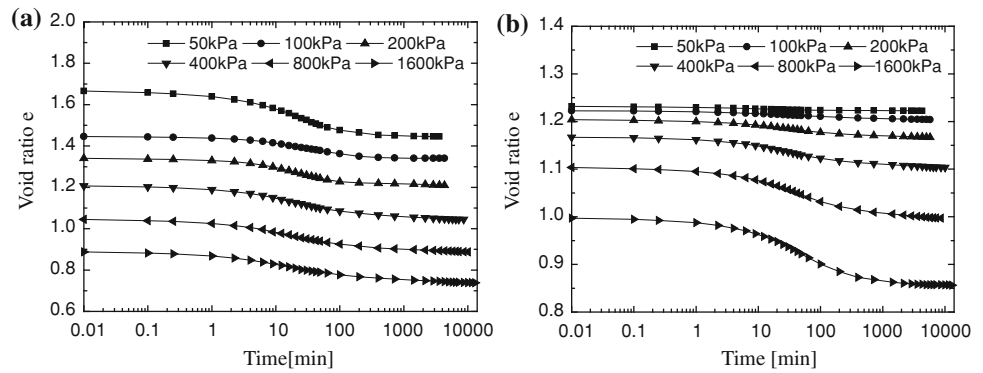 (a)
2.0
1.8
1.6
1.4
1.2
1.0
0.8
0.6
Void ratio e
50kPa 100kPa 200kPa
400kPa 800kPa 1600kPa
0.01 0.1 1 10 100 1000 10000
Time[min]
(b)
1.4
1.3
1.2
1.1
1.0
0.9
0.8
Void ratio e
50kPa 100kPa 200kPa
400kPa 800kPa 1600kPa
0.01 0.1 1 10 100 1000 10000
Time [min]